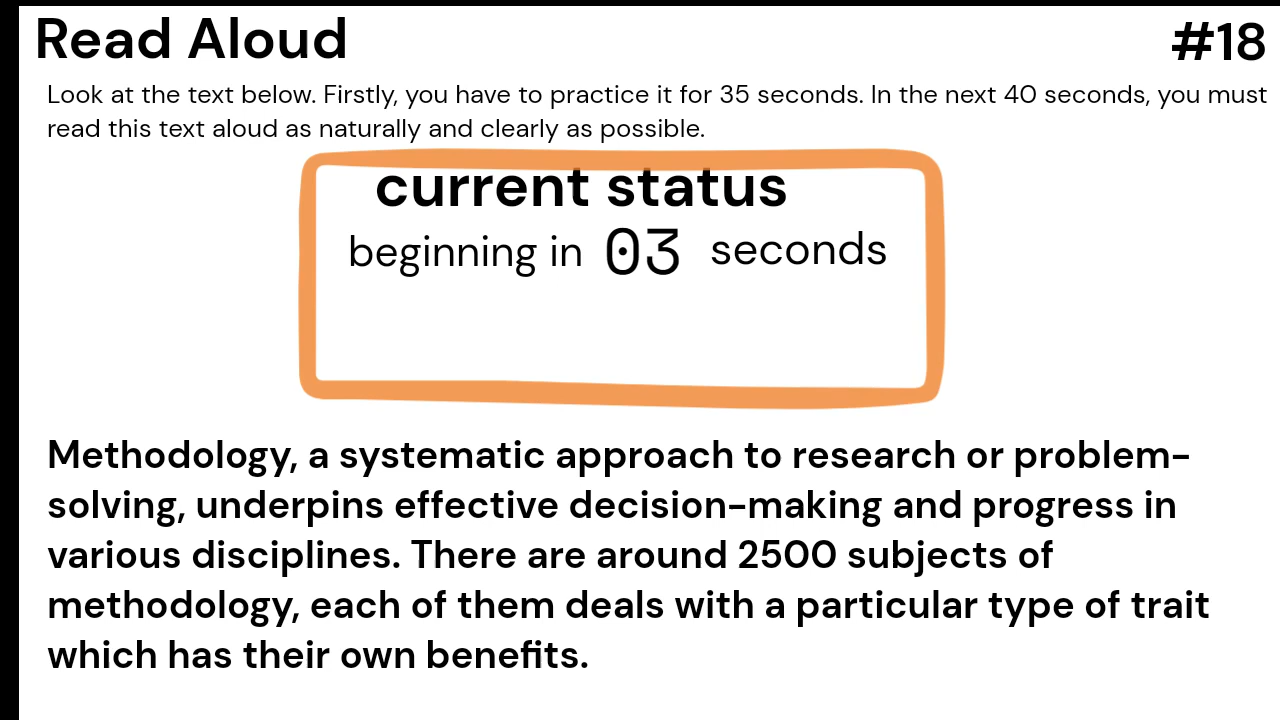 Read Aloud
#18
Look at the text below. Firstly, you have to practice it for 35 seconds. In the next 40 seconds, you must
read this text aloud as naturally and clearly as possible.
current status
beginning in 03 seconds
Methodology, a systematic approach to research or problem-
solving, underpins effective decision-making and progress in
various disciplines. There are around 2500 subjects of
methodology, each of them deals with a particular type of trait
which has their own benefits.